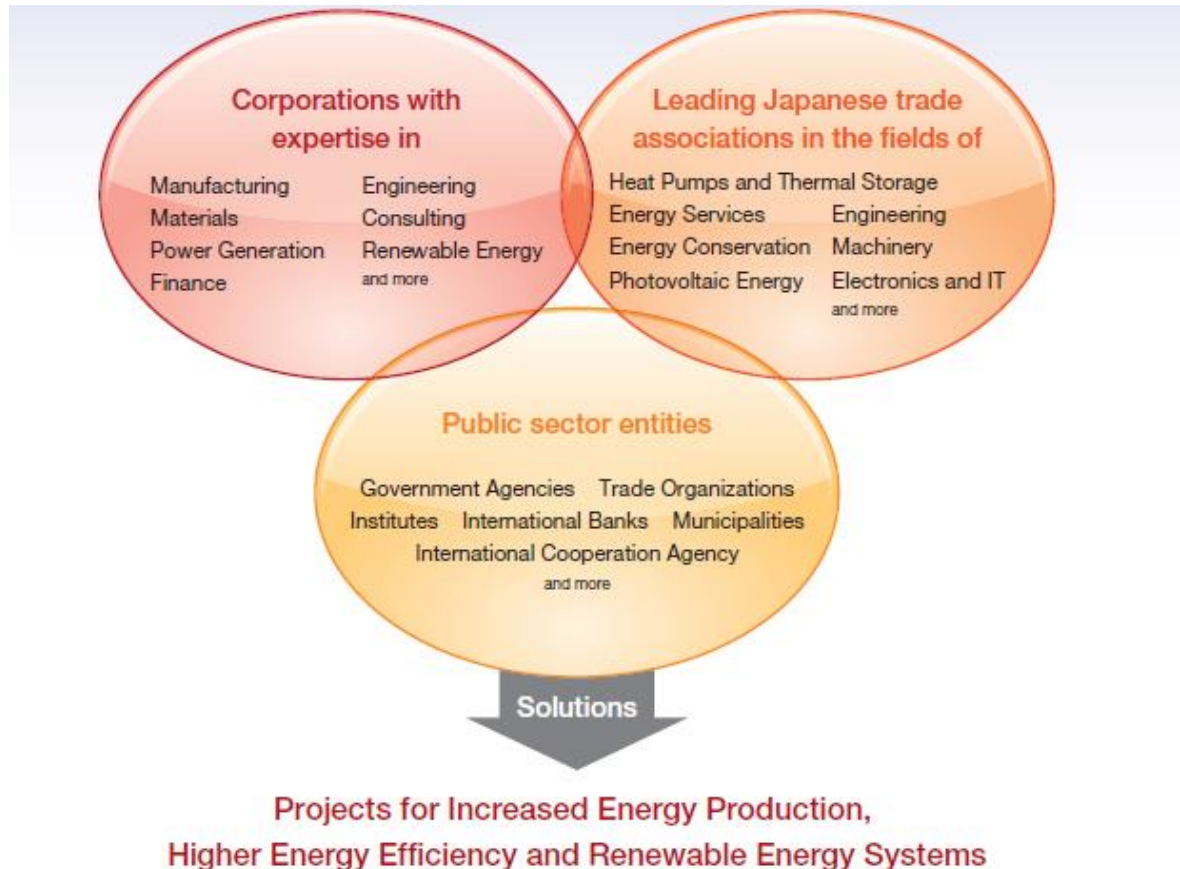 Corporations with
expertise in
Manufacturing Engineering
Materials Consulting
Power Generation Renewable Energy
Finance and more
Leading Japanese trade
associations in the fields of
Heat Pumps and Thermal Storage
Energy Services Engineering
Energy Conservation Machinery
Photovoltaic Energy Electronics and IT
and more
Public sector entities
Government Agencies Trade Organizations
Institutes International Banks Municipalities
International Cooperation Agency
and more
Solutions
Projects for Increased Energy Production,
Higher Energy Efficiency and Renewable Energy Systems